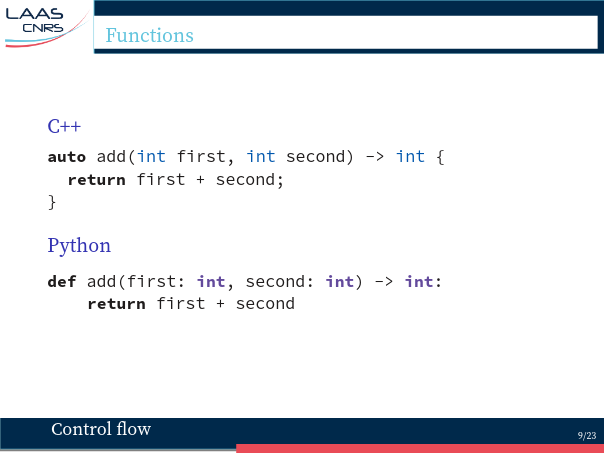 LAAS
CNRS
Functions
C++
auto add(int first, int second) -> int {
  return first + second;
}
Python
def add(first: int, second: int) -> int:
    return first + second
Control flow
9/23